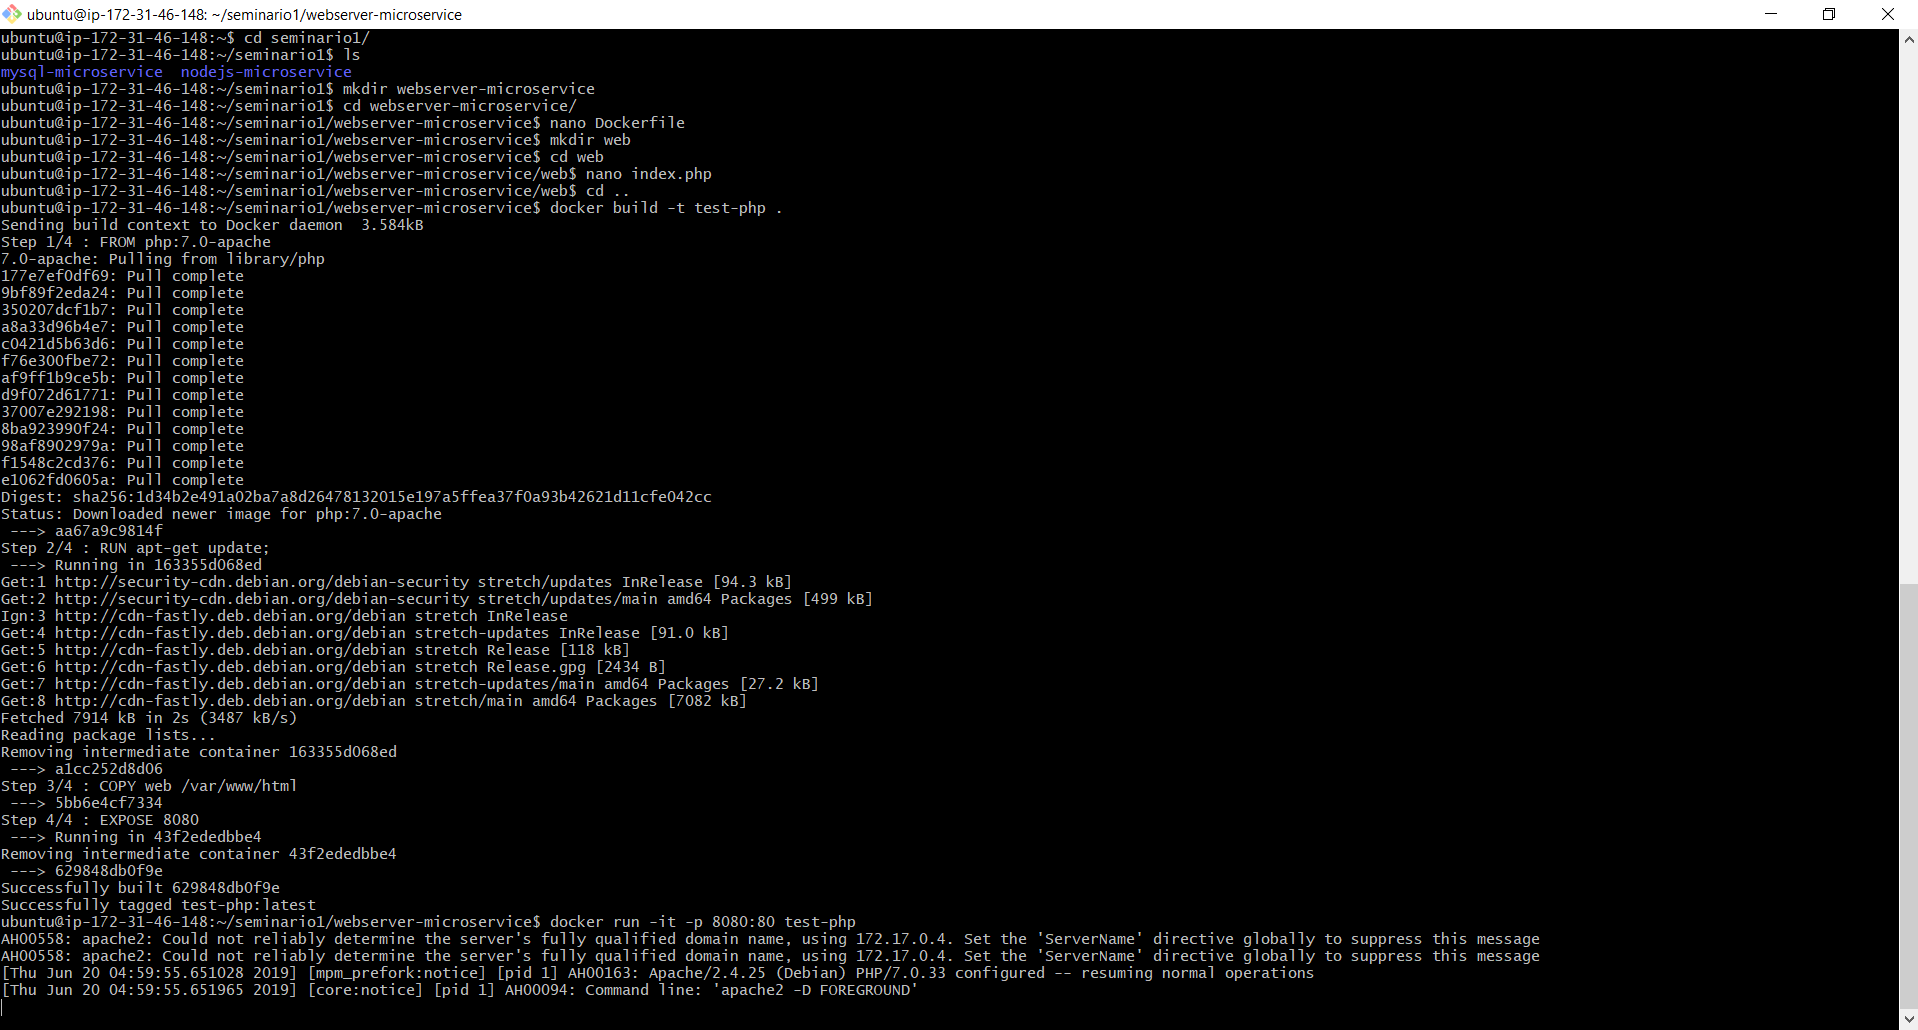 ubuntu@ip-172-31-46-148: ~/seminario1/webserver-microservice
ubuntu@ip-172-31-46-148:~$ cd seminario1/
ubuntu@ip-172-31-46-148:~/seminario1$ ls
mysql-microservice  nodejs-microservice
ubuntu@ip-172-31-46-148:~/seminario1$ mkdir webserver-microservice
ubuntu@ip-172-31-46-148:~/seminario1$ cd webserver-microservice/
ubuntu@ip-172-31-46-148:~/seminario1/webserver-microservice$ nano Dockerfile
ubuntu@ip-172-31-46-148:~/seminario1/webserver-microservice$ mkdir web
ubuntu@ip-172-31-46-148:~/seminario1/webserver-microservice$ cd web
ubuntu@ip-172-31-46-148:~/seminario1/webserver-microservice/web$ nano index.php
ubuntu@ip-172-31-46-148:~/seminario1/webserver-microservice/web$ cd ..
ubuntu@ip-172-31-46-148:~/seminario1/webserver-microservice$ docker build -t test-php .
Sending build context to Docker daemon  3.584kB
Step 1/4 : FROM php:7.0-apache
7.0-apache: Pulling from library/php
177e7ef0df69: Pull complete
9bf89f2eda24: Pull complete
350207dcf1b7: Pull complete
a8a33d96b4e7: Pull complete
c0421d5b63d6: Pull complete
f76e300fbe72: Pull complete
af9ff1b9ce5b: Pull complete
d9f072d61771: Pull complete
37007e292198: Pull complete
8ba923990f24: Pull complete
98af8902979a: Pull complete
f1548c2cd376: Pull complete
e1062fd0605a: Pull complete
Digest: sha256:1d34b2e491a02ba7a8d26478132015e197a5ffea37f0a93b42621d11cfe042cc
Status: Downloaded newer image for php:7.0-apache
 ---> aa67a9c9814f
Step 2/4 : RUN apt-get update;
 ---> Running in 163355d068ed
Get:1 http://security-cdn.debian.org/debian-security stretch/updates InRelease [94.3 kB]
Get:2 http://security-cdn.debian.org/debian-security stretch/updates/main amd64 Packages [499 kB]
Ign:3 http://cdn-fastly.deb.debian.org/debian stretch InRelease
Get:4 http://cdn-fastly.deb.debian.org/debian stretch-updates InRelease [91.0 kB]
Get:5 http://cdn-fastly.deb.debian.org/debian stretch Release [118 kB]
Get:6 http://cdn-fastly.deb.debian.org/debian stretch Release.gpg [2434 B]
Get:7 http://cdn-fastly.deb.debian.org/debian stretch-updates/main amd64 Packages [27.2 kB]
Get:8 http://cdn-fastly.deb.debian.org/debian stretch/main amd64 Packages [7082 kB]
Fetched 7914 kB in 2s (3487 kB/s)
Reading package lists...
Removing intermediate container 163355d068ed
 ---> a1cc252d8d06
Step 3/4 : COPY web /var/www/html
 ---> 5bb6e4cf7334
Step 4/4 : EXPOSE 8080
 ---> Running in 43f2ededbbe4
Removing intermediate container 43f2ededbbe4
 ---> 629848db0f9e
Successfully built 629848db0f9e
Successfully tagged test-php:latest
ubuntu@ip-172-31-46-148:~/seminario1/webserver-microservice$ docker run -it -p 8080:80 test-php
AH00558: apache2: Could not reliably determine the server's fully qualified domain name, using 172.17.0.4. Set the 'ServerName' directive globally to suppress this message
AH00558: apache2: Could not reliably determine the server's fully qualified domain name, using 172.17.0.4. Set the 'ServerName' directive globally to suppress this message
[Thu Jun 20 04:59:55.651028 2019] [mpm_prefork:notice] [pid 1] AH00163: Apache/2.4.25 (Debian) PHP/7.0.33 configured -- resuming normal operations
[Thu Jun 20 04:59:55.651965 2019] [core:notice] [pid 1] AH00094: Command line: 'apache2 -D FOREGROUND'